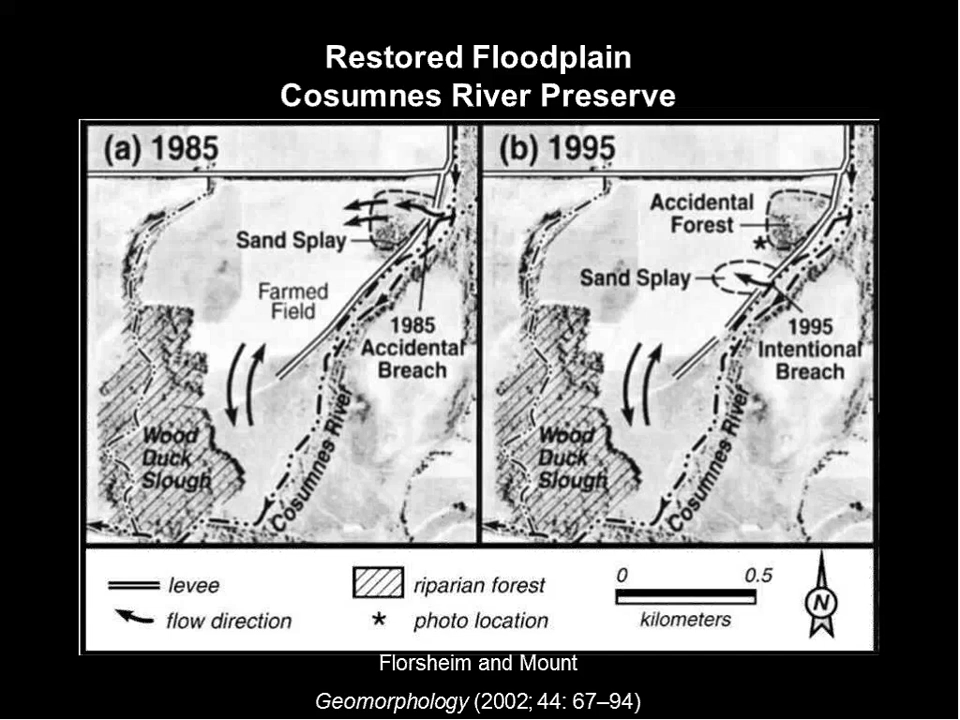 Restored Floodplain
Cosumnes River Preserve
(a) 1985
Sand Splay
Farmed
Field
1985
Accidental
Breach
Wood
Duck
Slough
Cosumnes River
(b) 1995
Accidental
Forest
*
Sand Splay
1995
Intentional
Breach
Wood
Duck
Slough
Cosumnes River
levee
flow direction
riparian forest
* photo location
0 0.5
kilometers
N
Florsheim and Mount
Geomorphology (2002; 44: 67–94)